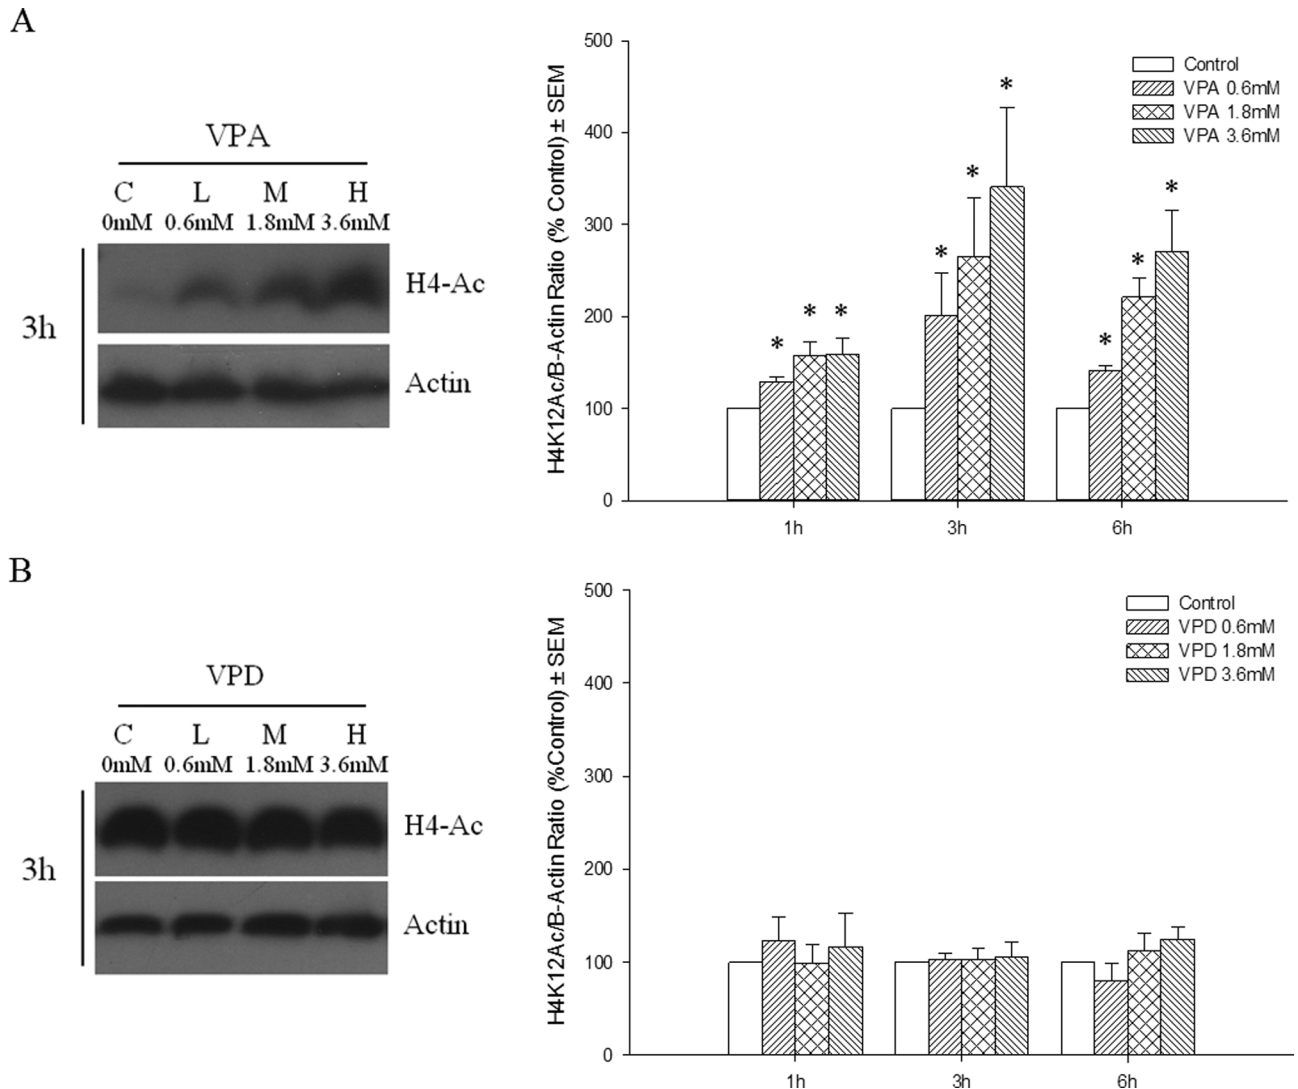 A
VPA
C L M H
0mM 0.6mM 1.8mM 3.6mM
3h
H4-Ac
Actin
H4K12Ac/B-Actin Ratio (% Control) ± SEM
500
400
300
200
100
0
* * *
* * *
* * *
1h 3h 6h
Control
VPA 0.6mM
VPA 1.8mM
VPA 3.6mM
B
VPD
C L M H
0mM 0.6mM 1.8mM 3.6mM
3h
H4-Ac
Actin
H4K12Ac/B-Actin Ratio (%Control) ± SEM
500
400
300
200
100
0
1h 3h 6h
Control
VPD 0.6mM
VPD 1.8mM
VPD 3.6mM